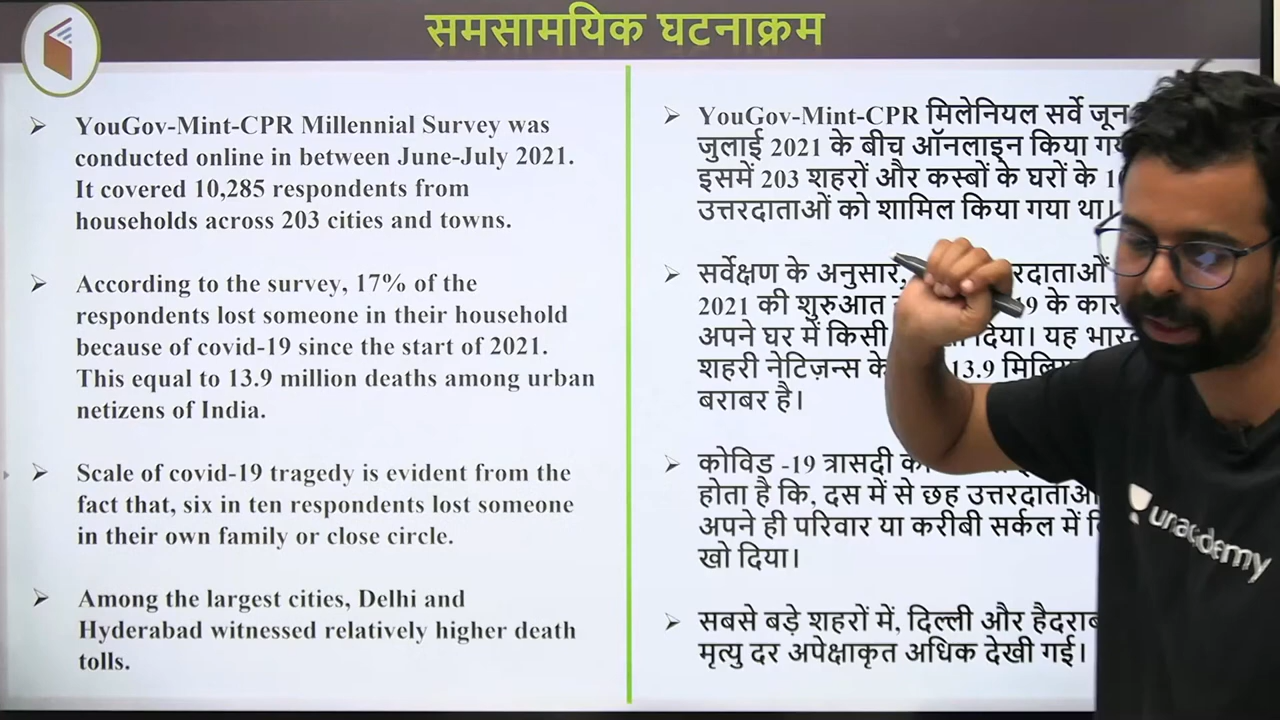 समसामयिक घटनाक्रम
YouGov-Mint-CPR Millennial Survey was
conducted online in between June-July 2021.
It covered 10,285 respondents from
households across 203 cities and towns.
According to the survey, 17% of the
respondents lost someone in their household
because of covid-19 since the start of 2021.
This equal to 13.9 million deaths among urban
netizens of India.
Scale of covid-19 tragedy is evident from the
fact that, six in ten respondents lost someone
in their own family or close circle.
Among the largest cities, Delhi and
Hyderabad witnessed relatively higher death
tolls.
YouGov-Mint-CPR मिलेनियल सर्वे जून
जुलाई 2021 के बीच ऑनलाइन किया
इसमें 203 शहरों और कस्बों के घरों के
उत्तरदाताओं को शामिल किया गया था।
सर्वेक्षण के अनुसार,
2021 की शुरुआत के
अपने घर में किसी दिया। यह
शहरी नेटिज़न्स के 13.9
बराबर है।
कोविड -19 त्रासदी
होता है कि, दस में से छह
अपने ही परिवार या करीबी सर्कल में
खो दिया।
सबसे बड़े शहरों में, दिल्ली और
मृत्यु दर अपेक्षाकृत अधिक देखी गई।
unacademy